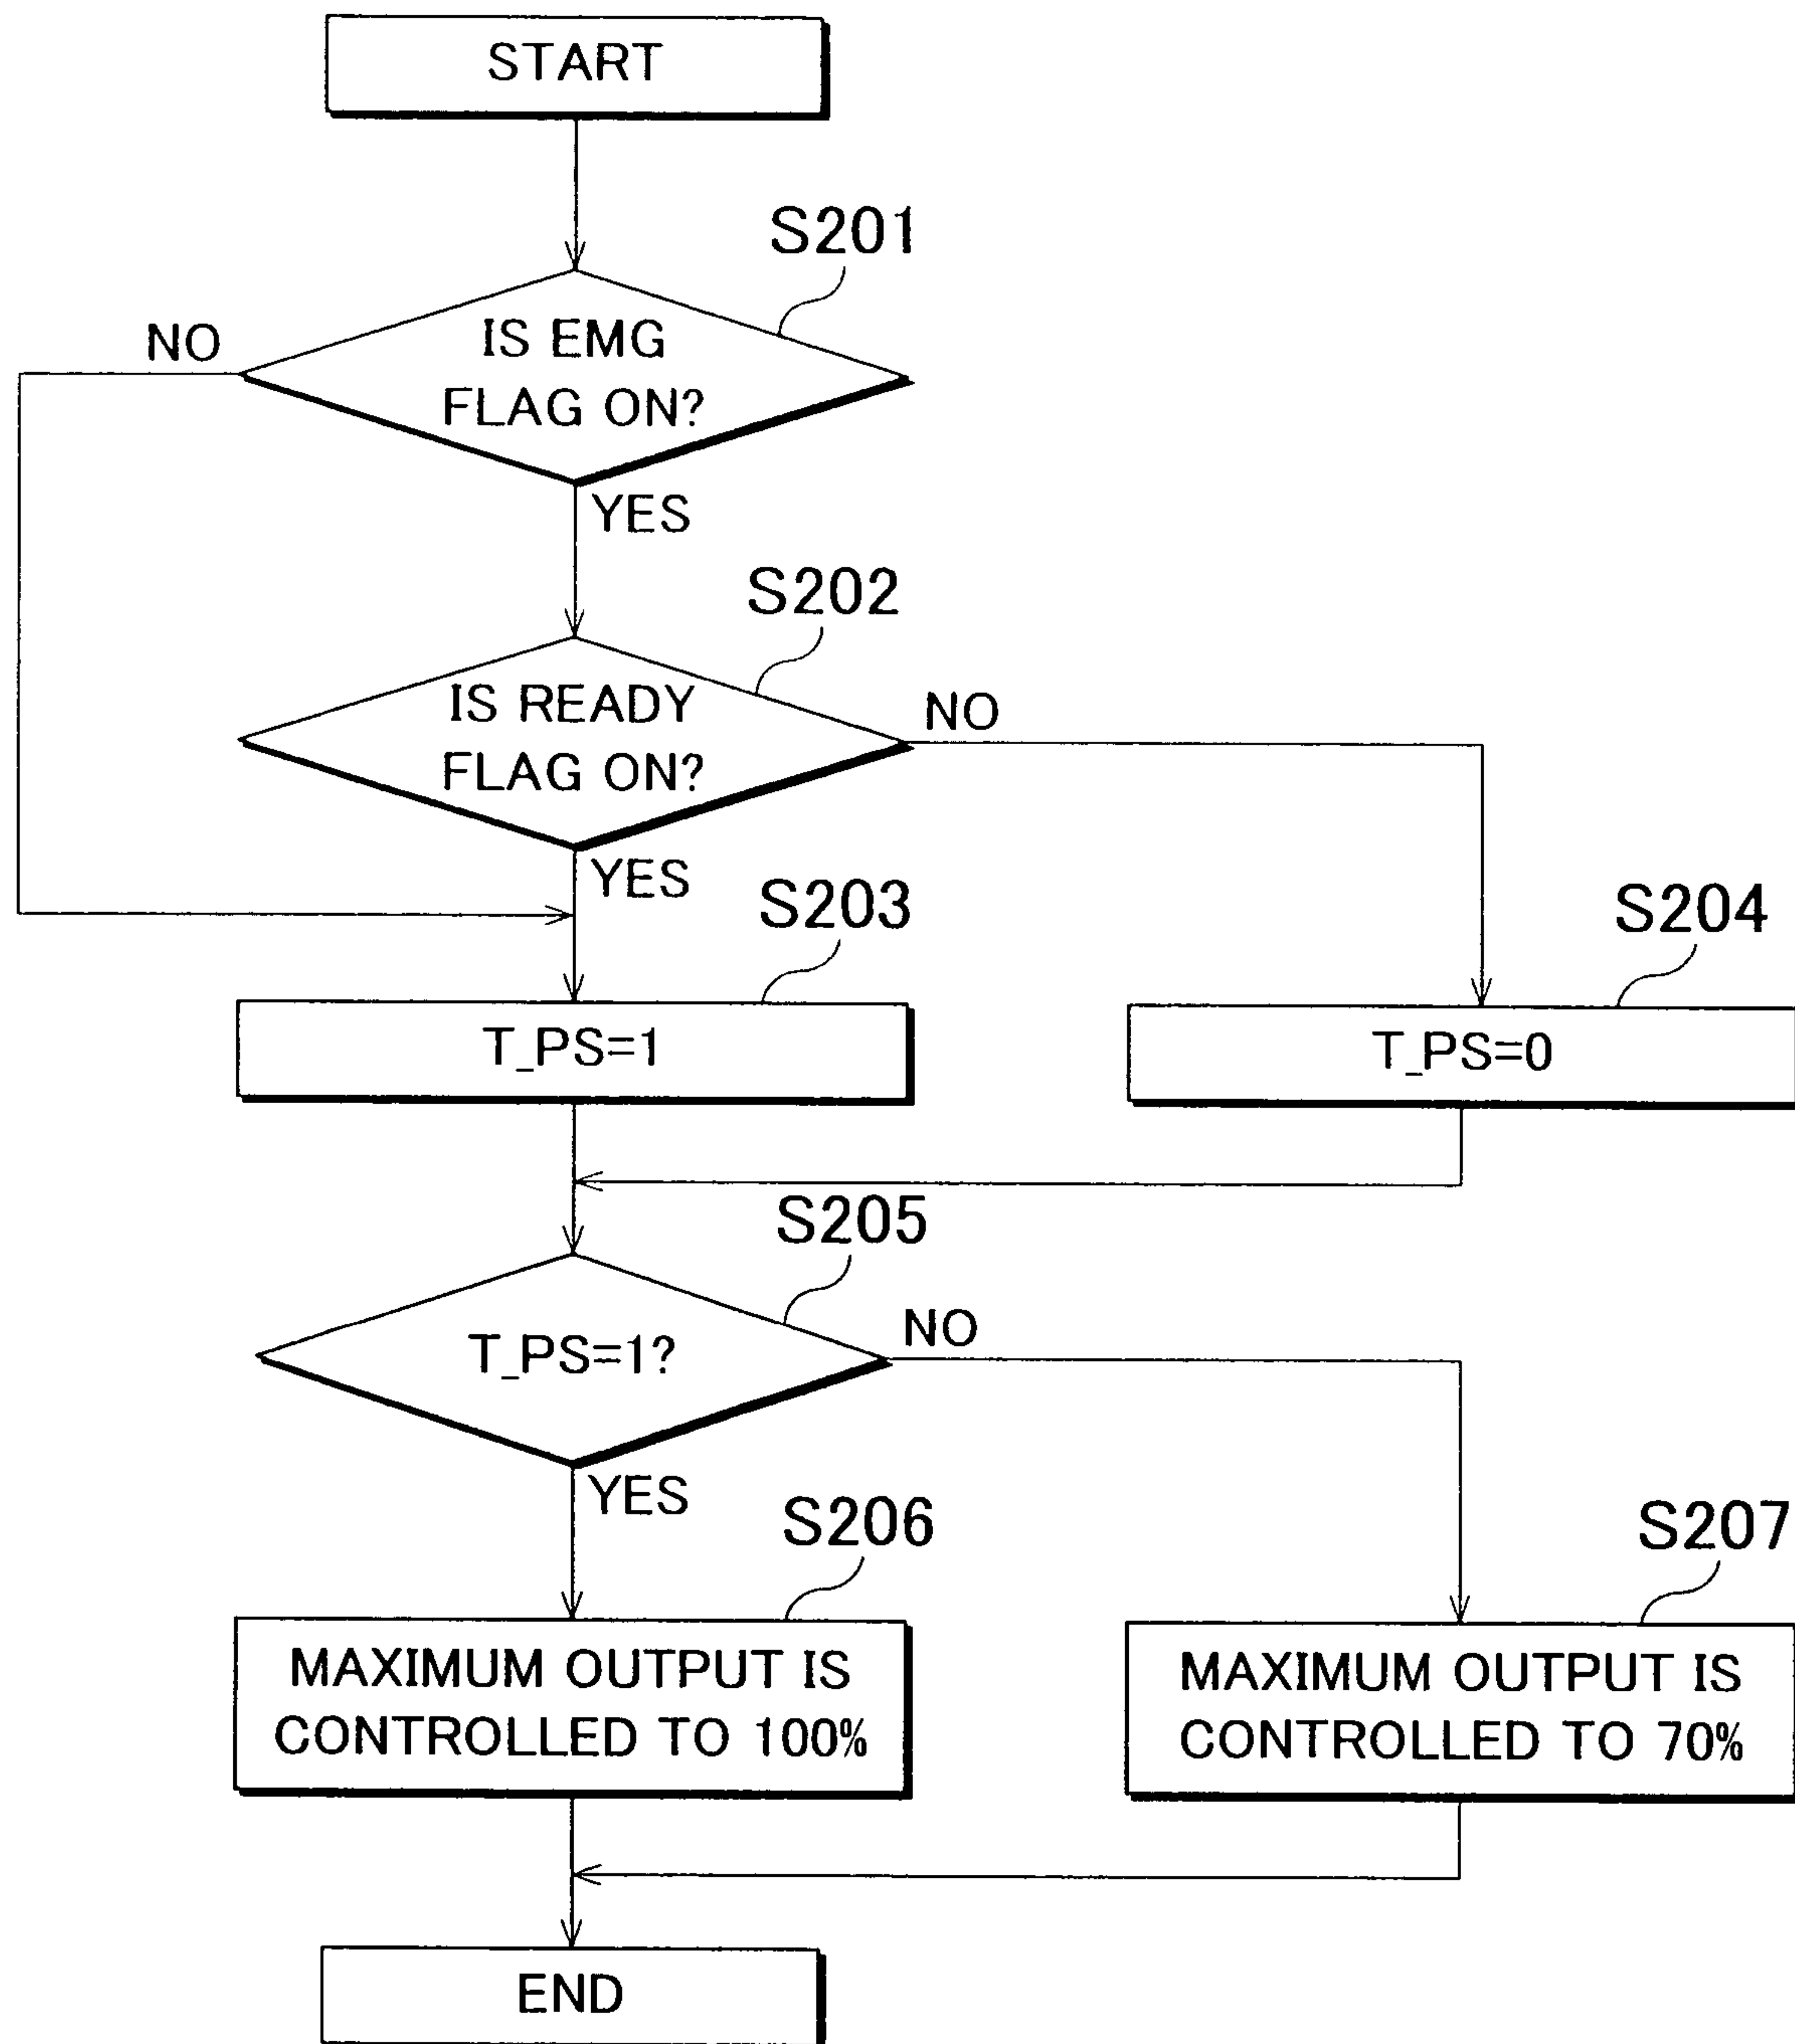 START
S201
NO
IS EMG
FLAG ON?
YES
S202
IS READY
FLAG ON?
NO
YES
S203
S204
T_PS=1
T_PS=0
S205
T_PS=1?
NO
YES
S206
S207
MAXIMUM OUTPUT IS
CONTROLLED TO 100%
MAXIMUM OUTPUT IS
CONTROLLED TO 70%
END